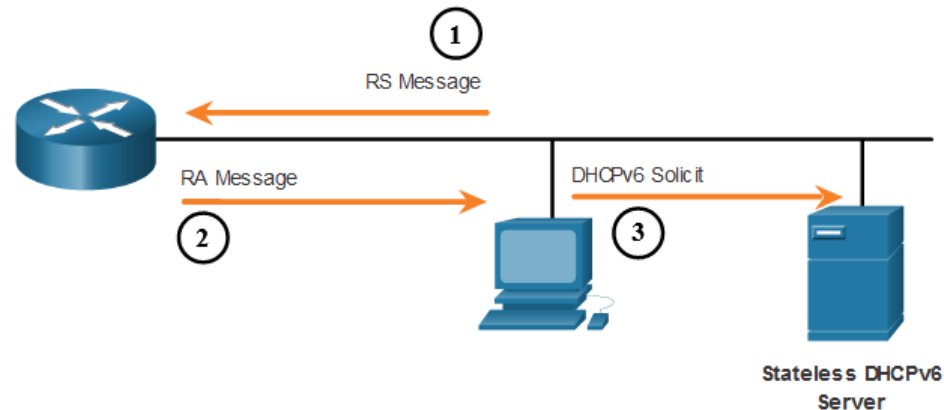 1
RS Message
RA Message
2
DHCPv6 Solicit
3
Stateless DHCPv6
Server